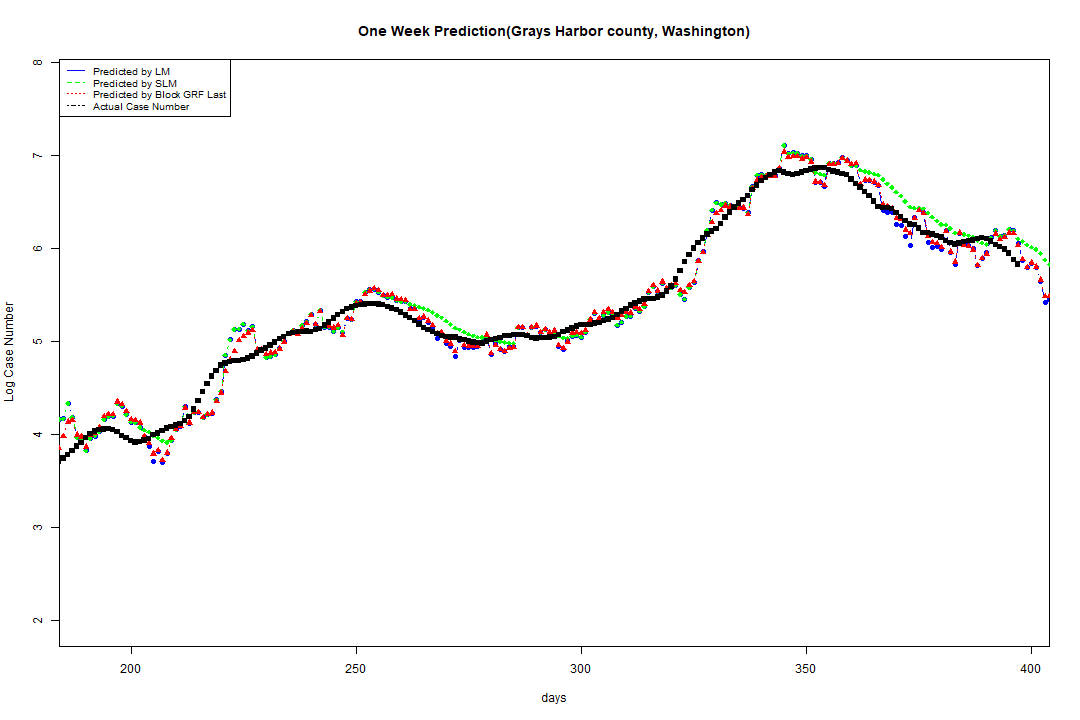 One Week Prediction(Grays Harbor county, Washington)
Predicted by LM
Predicted by SLM
Predicted by Block GRF Last
Actual Case Number
Log Case Number
8
7
6
5
4
3
2
200 250 300 350 400
days